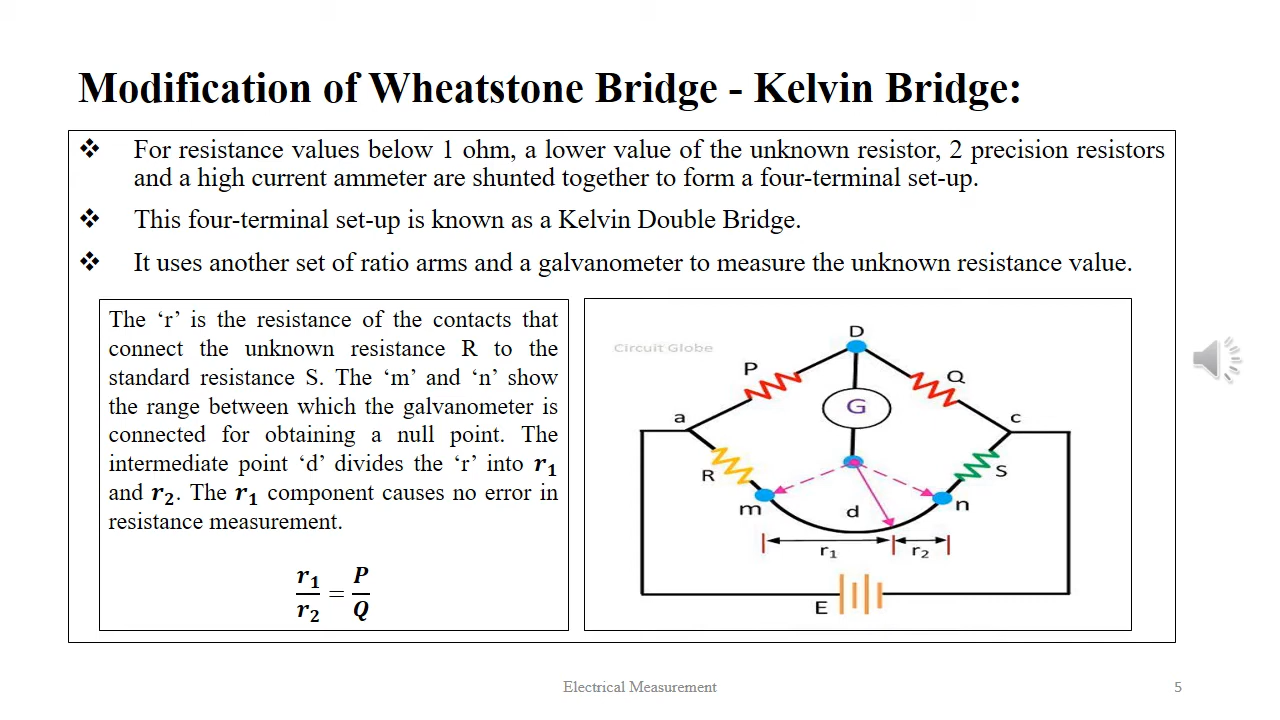 Modification of Wheatstone Bridge - Kelvin Bridge:
❖ For resistance values below 1 ohm, a lower value of the unknown resistor, 2 precision resistors
and a high current ammeter are shunted together to form a four-terminal set-up.
❖ This four-terminal set-up is known as a Kelvin Double Bridge.
❖ It uses another set of ratio arms and a galvanometer to measure the unknown resistance value.
The ‘r’ is the resistance of the contacts that
connect the unknown resistance R to the
standard resistance S. The ‘m’ and ‘n’ show
the range between which the galvanometer is
connected for obtaining a null point. The
intermediate point ‘d’ divides the ‘r’ into r₁
and r₂. The r₁ component causes no error in
resistance measurement.
r₁/r₂ = P/Q
Circuit Globe
D
P
Q
G
a
c
R
S
m
d
n
r₁
r₂
E
Electrical Measurement
5